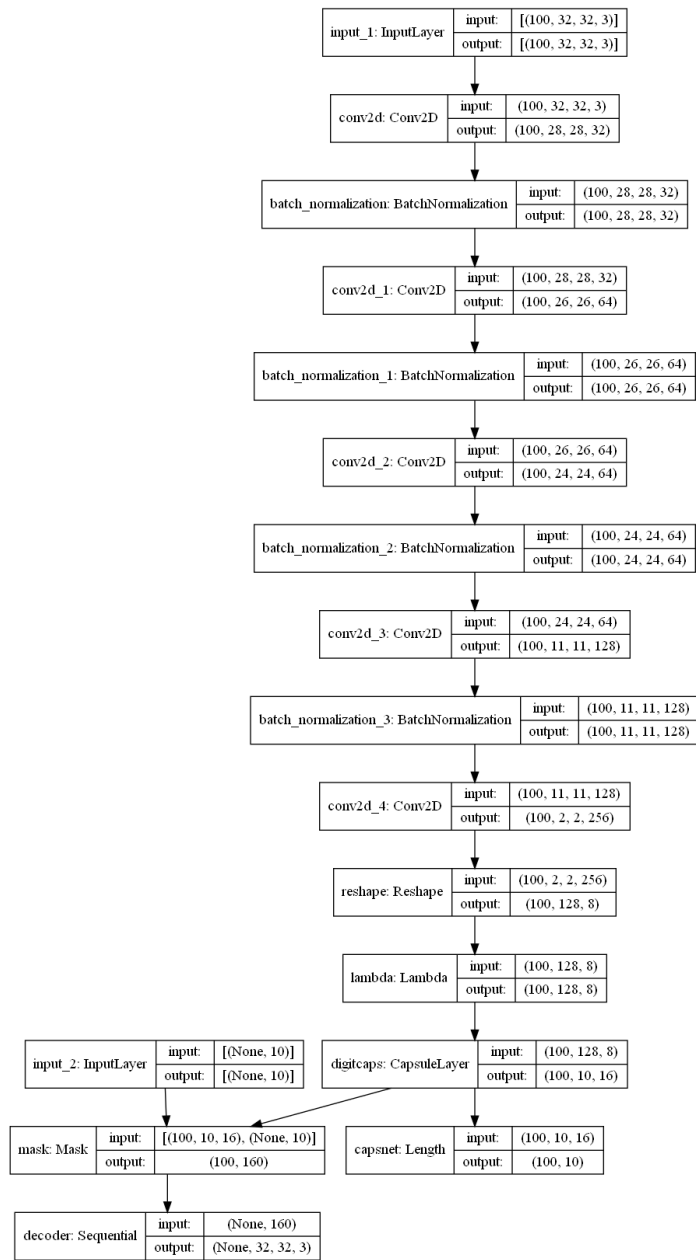 input_1: InputLayer
input: [(100, 32, 32, 3)]
output: [(100, 32, 32, 3)]
conv2d: Conv2D
input: (100, 32, 32, 3)
output: (100, 28, 28, 32)
batch_normalization: BatchNormalization
input: (100, 28, 28, 32)
output: (100, 28, 28, 32)
conv2d_1: Conv2D
input: (100, 28, 28, 32)
output: (100, 26, 26, 64)
batch_normalization_1: BatchNormalization
input: (100, 26, 26, 64)
output: (100, 26, 26, 64)
conv2d_2: Conv2D
input: (100, 26, 26, 64)
output: (100, 24, 24, 64)
batch_normalization_2: BatchNormalization
input: (100, 24, 24, 64)
output: (100, 24, 24, 64)
conv2d_3: Conv2D
input: (100, 24, 24, 64)
output: (100, 11, 11, 128)
batch_normalization_3: BatchNormalization
input: (100, 11, 11, 128)
output: (100, 11, 11, 128)
conv2d_4: Conv2D
input: (100, 11, 11, 128)
output: (100, 2, 2, 256)
reshape: Reshape
input: (100, 2, 2, 256)
output: (100, 128, 8)
lambda: Lambda
input: (100, 128, 8)
output: (100, 128, 8)
input_2: InputLayer
input: [(None, 10)]
output: [(None, 10)]
digitcaps: CapsuleLayer
input: (100, 128, 8)
output: (100, 10, 16)
mask: Mask
input: [(100, 10, 16), (None, 10)]
output: (100, 160)
capsnet: Length
input: (100, 10, 16)
output: (100, 10)
decoder: Sequential
input: (None, 160)
output: (None, 32, 32, 3)